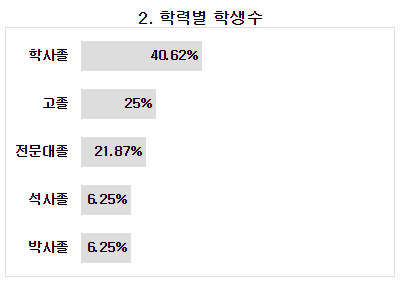 2. 학력별 학생수
학사졸 40.62%
고졸 25%
전문대졸 21.87%
석사졸 6.25%
박사졸 6.25%